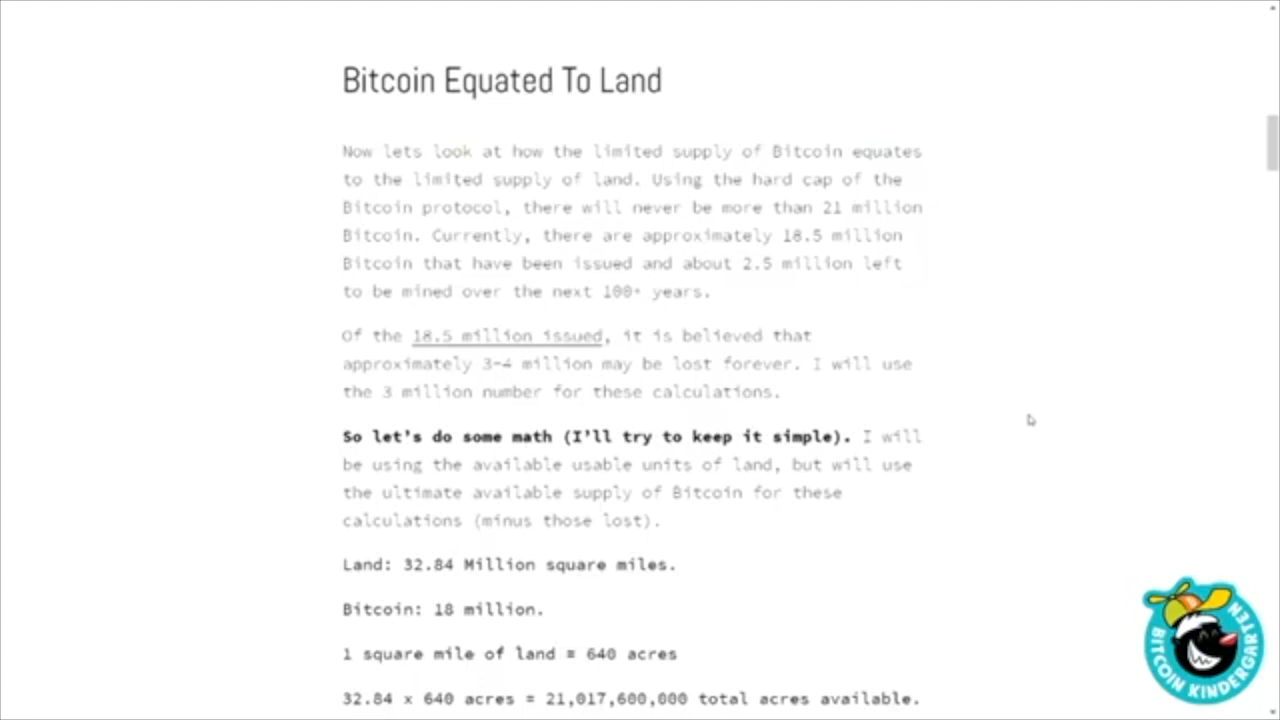 Bitcoin Equated To Land
Now lets look at how the limited supply of Bitcoin equates
to the limited supply of land. Using the hard cap of the
Bitcoin protocol, there will never be more than 21 million
Bitcoin. Currently, there are approximately 18.5 million
Bitcoin that have been issued and about 2.5 million left
to be mined over the next 100+ years.
Of the 18.5 million issued, it is believed that
approximately 3-4 million may be lost forever. I will use
the 3 million number for these calculations.
So let's do some math (I'll try to keep it simple). I will
be using the available usable units of land, but will use
the ultimate available supply of Bitcoin for these
calculations (minus those lost).
Land: 32.84 Million square miles.
Bitcoin: 18 million.
1 square mile of land = 640 acres
32.84 x 640 acres = 21,017,600,000 total acres available.
BITCOIN KINDERGARTEN